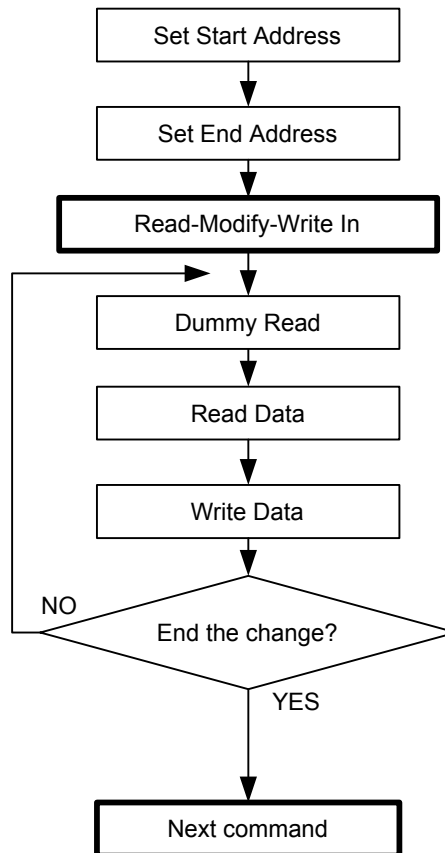 Set Start Address
Set End Address
Read-Modify-Write In
Dummy Read
Read Data
Write Data
NO
End the change?
YES
Next command